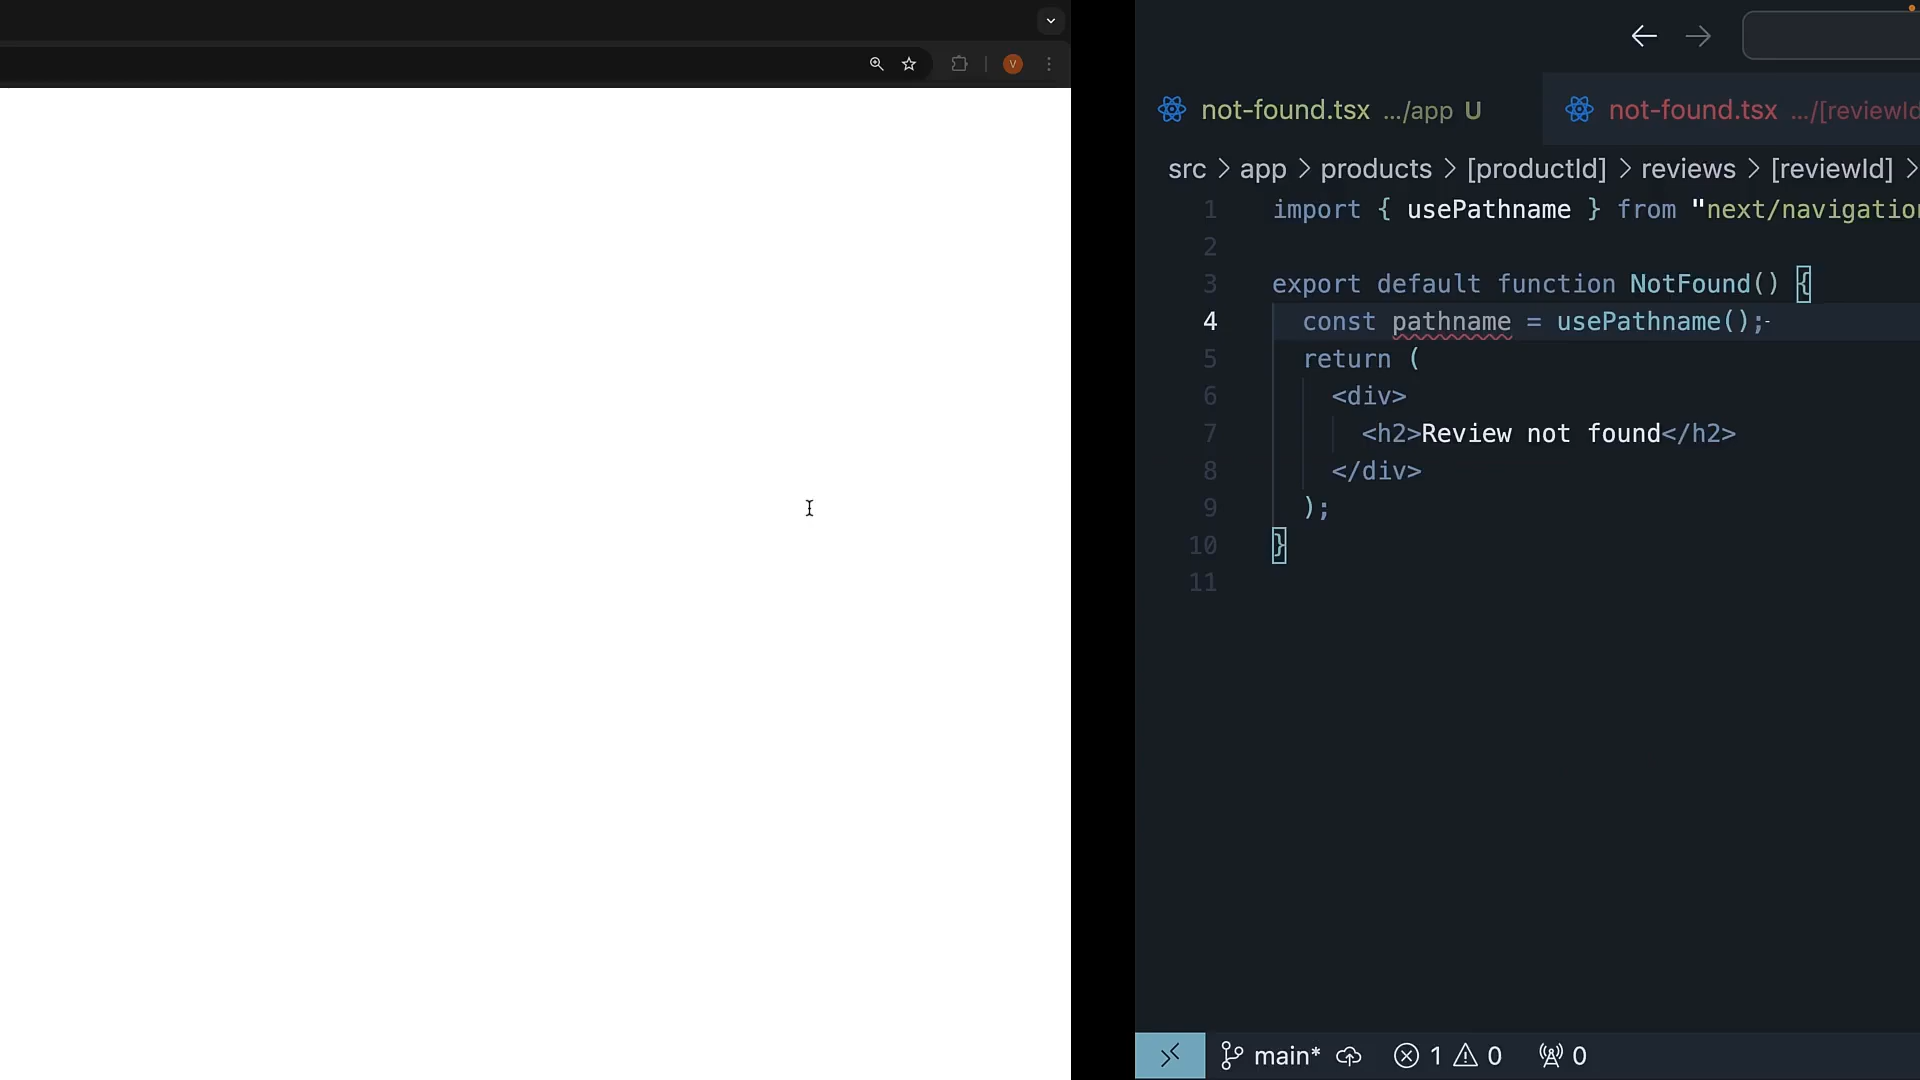 V
not-found.tsx .../app U
not-found.tsx .../[reviewId
src > app > products > [productId] > reviews > [reviewId] >
1 import { usePathname } from "next/navigation
2
3 export default function NotFound() {
4 const pathname = usePathname();
5 return (
6 <div>
7 <h2>Review not found</h2>
8 </div>
9 );
10 }
11
main* 1 0 0